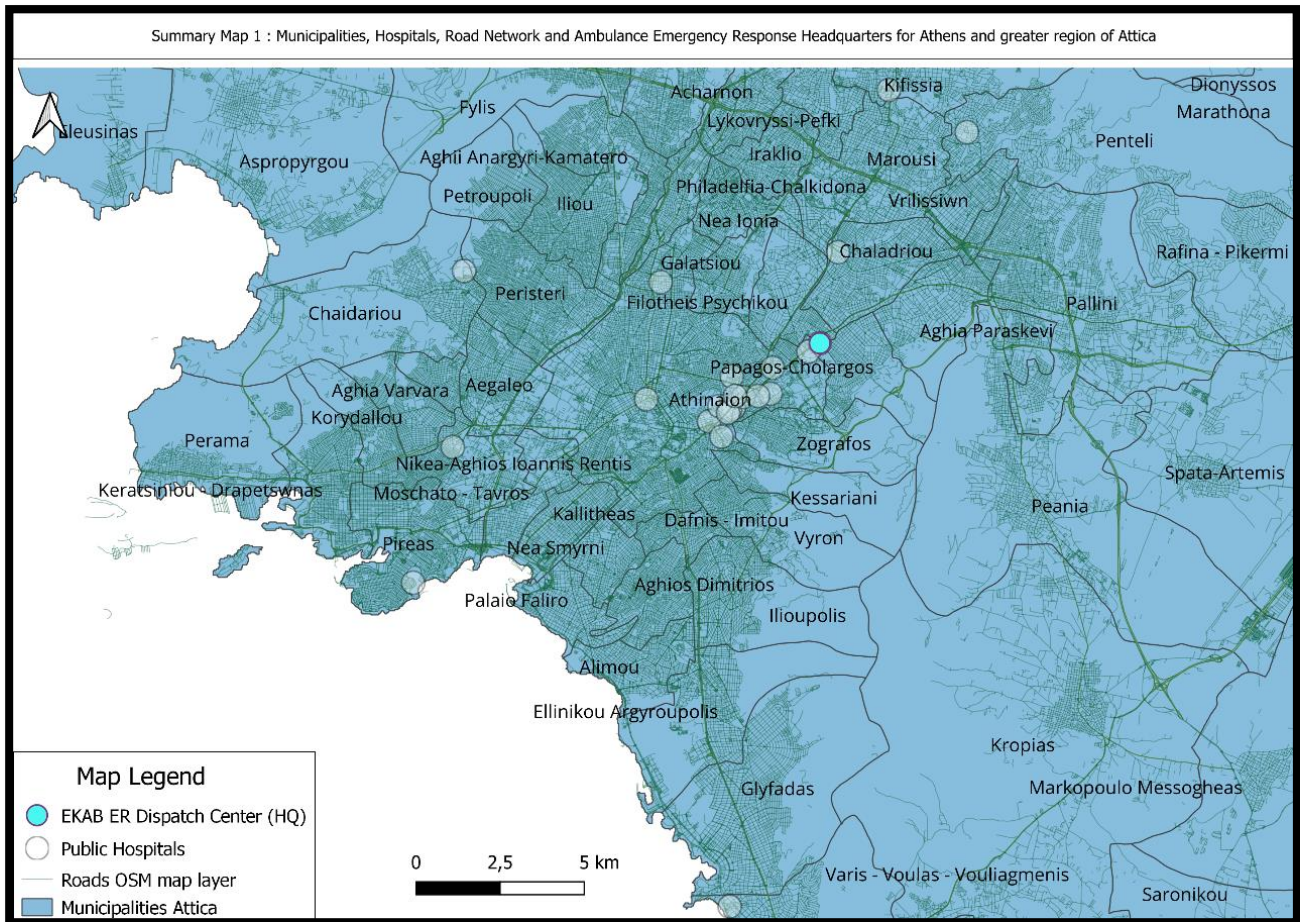 Summary Map 1 : Municipalities, Hospitals, Road Network and Ambulance Emergency Response Headquarters for Athens and greater region of Attica
Kifissia
Dionyssos
Acharnon
Fylis
Marathona
Lykovryssi-Pefki
Eleusinas
Penteli
Iraklio
Aghii Anargyri-Kamatero
Marousi
Aspropyrgou
Philadelfia-Chalkidona
Petroupoli
Iliou
Vrilissiwn
Nea Ionia
Chaladriou
Rafina - Pikermi
Galatsiou
Peristeri
Filotheis Psychikou
Pallini
Chaidariou
Aghia Paraskevi
Papagos-Cholargos
Aghia Varvara
Aegaleo
Athinaion
Korydallou
Perama
Zografos
Nikea-Aghios Ioannis Rentis
Spata-Artemis
Keratsiniou - Drapetswnas
Moschato - Tavros
Kessariani
Peania
Kallitheas
Dafnis - Imitou
Vyron
Pireas
Nea Smyrni
Aghios Dimitrios
Palaio Faliro
Ilioupolis
Alimou
Ellinikou Argyroupolis
Kropias
Glyfadas
Markopoulo Messogheas
Varis - Voulas - Vouliagmenis
Saronikou
Map Legend
EKAB ER Dispatch Center (HQ)
Public Hospitals
Roads OSM map layer
Municipalities Attica
0 2,5 5 km